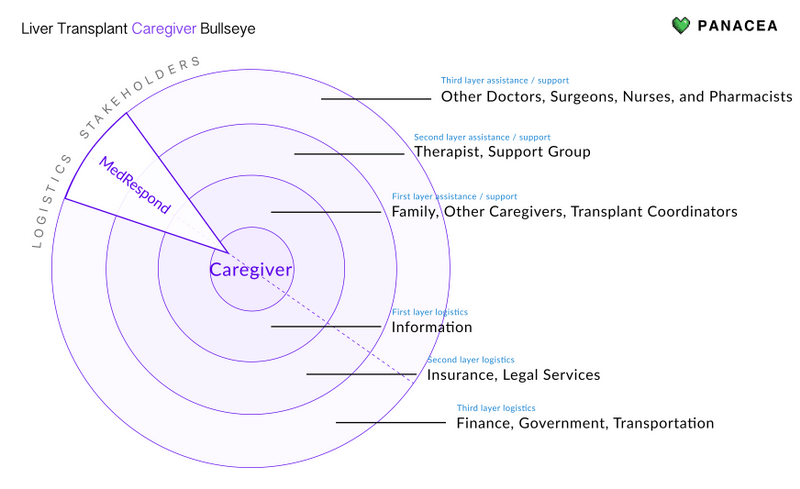 Liver Transplant Caregiver Bullseye
PANACEA
LOGISTICS
STAKEHOLDERS
MedRespond
Caregiver
Third layer assistance / support
Other Doctors, Surgeons, Nurses, and Pharmacists
Second layer assistance / support
Therapist, Support Group
First layer assistance / support
Family, Other Caregivers, Transplant Coordinators
First layer logistics
Information
Second layer logistics
Insurance, Legal Services
Third layer logistics
Finance, Government, Transportation